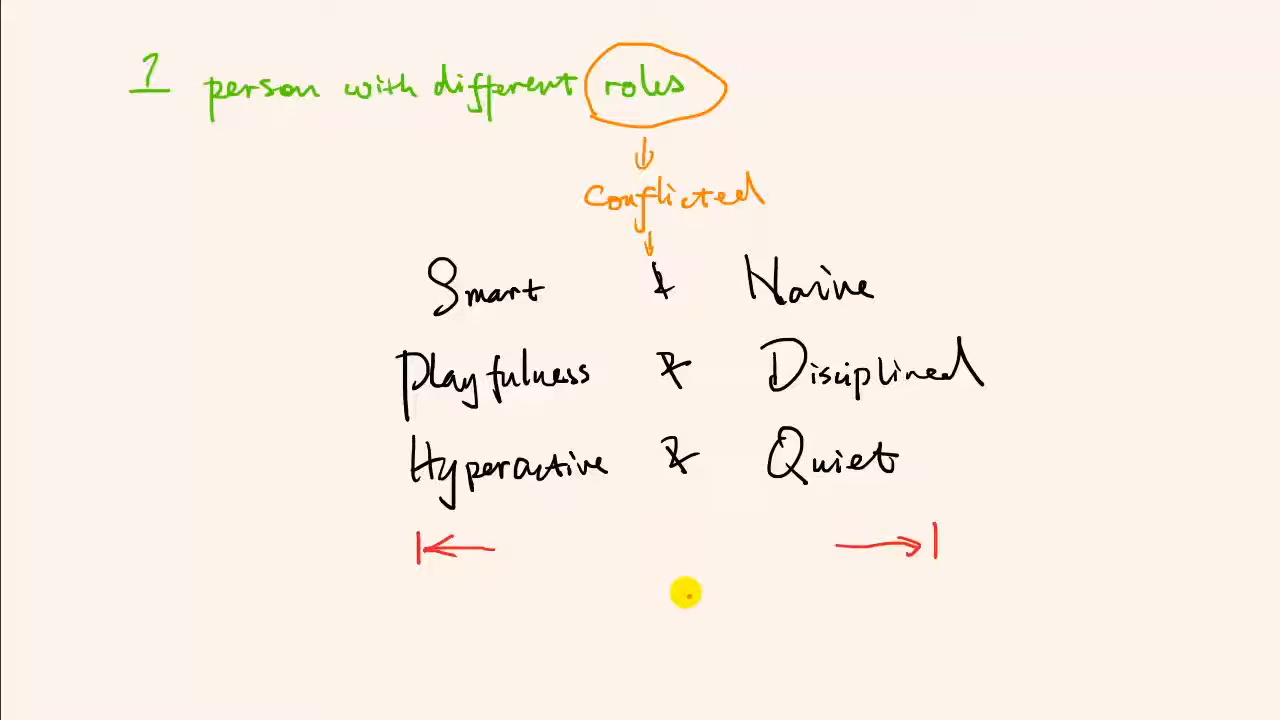 1 person with different roles
Conflicted
Smart & Naive
Playfulness & Disciplined
Hyperactive & Quiet